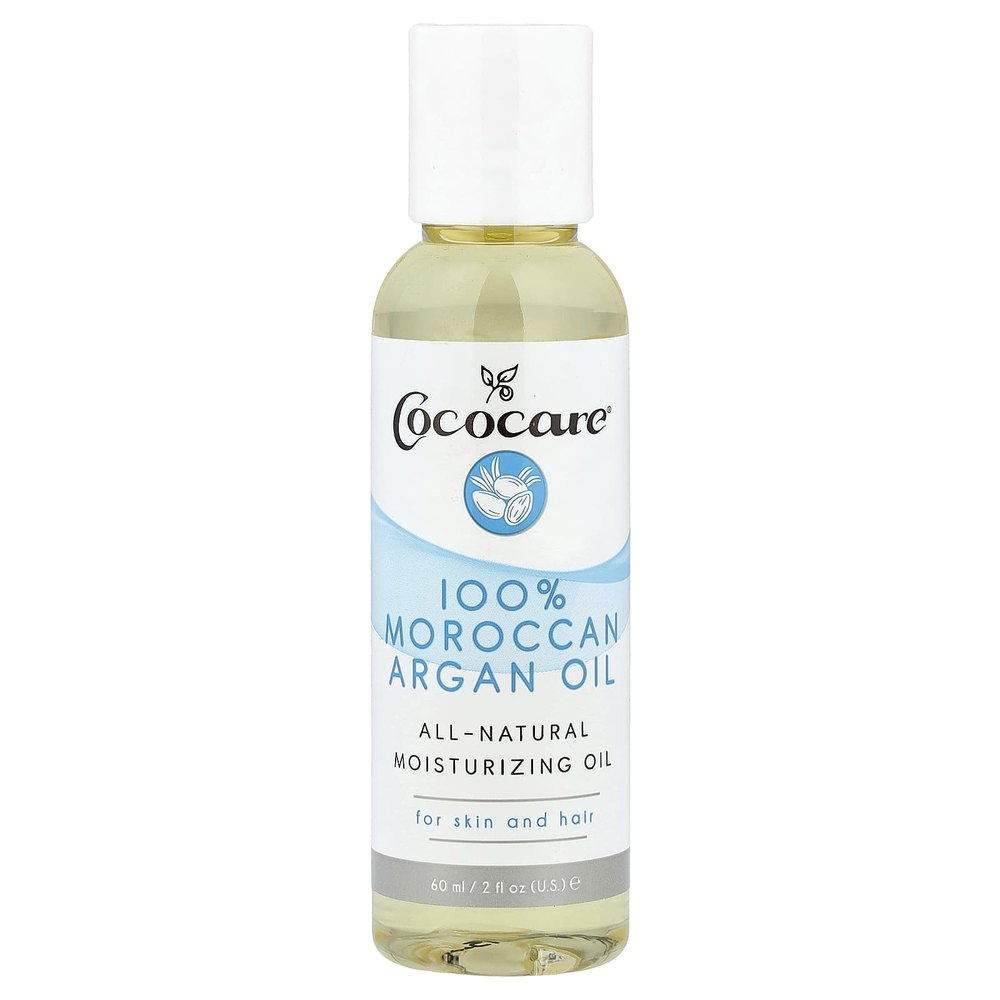 Cococare®
100%
MOROCCAN
ARGAN OIL
ALL-NATURAL
MOISTURIZING OIL
for skin and hair
60 ml / 2 fl oz (U.S.) ℮